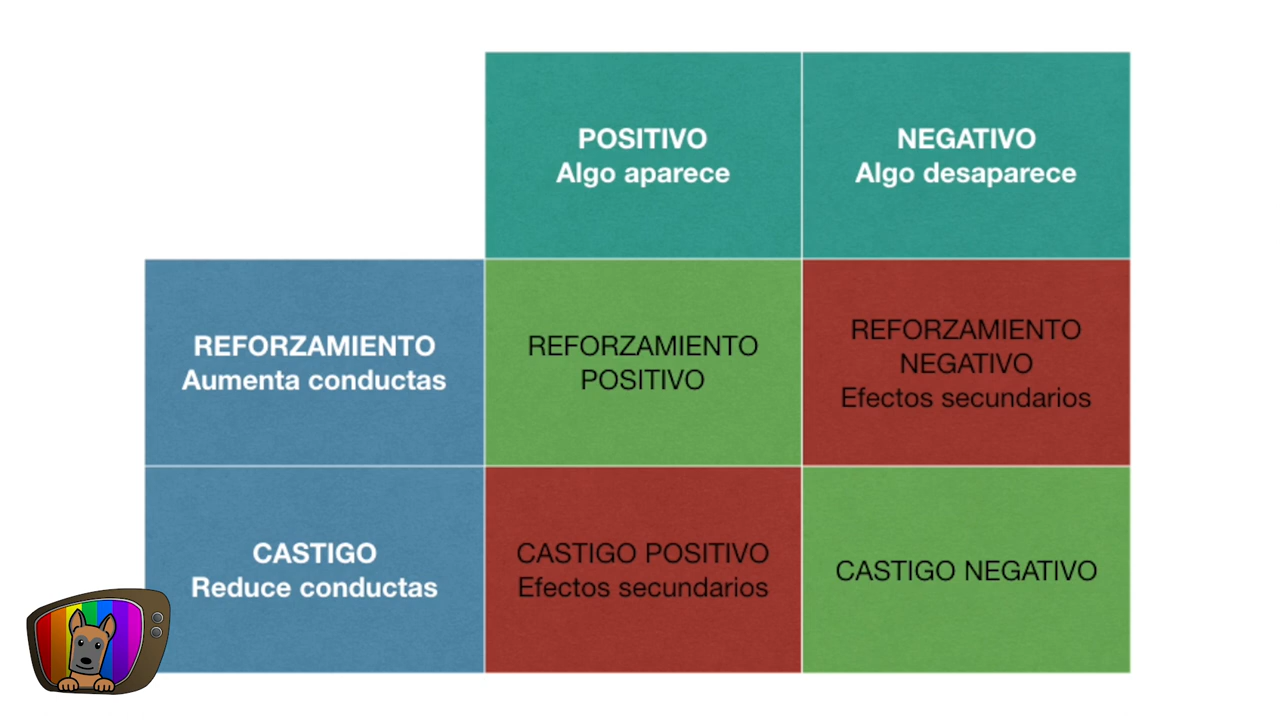 POSITIVO
Algo aparece
NEGATIVO
Algo desaparece
REFORZAMIENTO
Aumenta conductas
REFORZAMIENTO
POSITIVO
REFORZAMIENTO
NEGATIVO
Efectos secundarios
CASTIGO
Reduce conductas
CASTIGO POSITIVO
Efectos secundarios
CASTIGO NEGATIVO